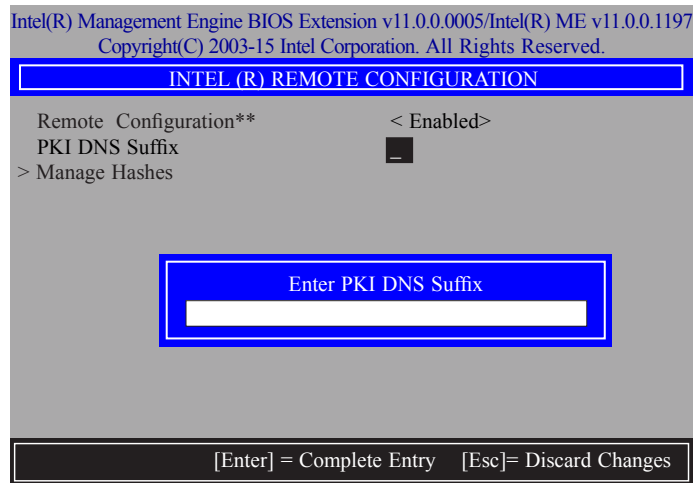 Intel(R) Management Engine BIOS Extension v11.0.0.0005/Intel(R) ME v11.0.0.1197
Copyright(C) 2003-15 Intel Corporation. All Rights Reserved.
INTEL (R) REMOTE CONFIGURATION
Remote Configuration** < Enabled>
PKI DNS Suffix _
> Manage Hashes
Enter PKI DNS Suffix
[Enter] = Complete Entry [Esc]= Discard Changes